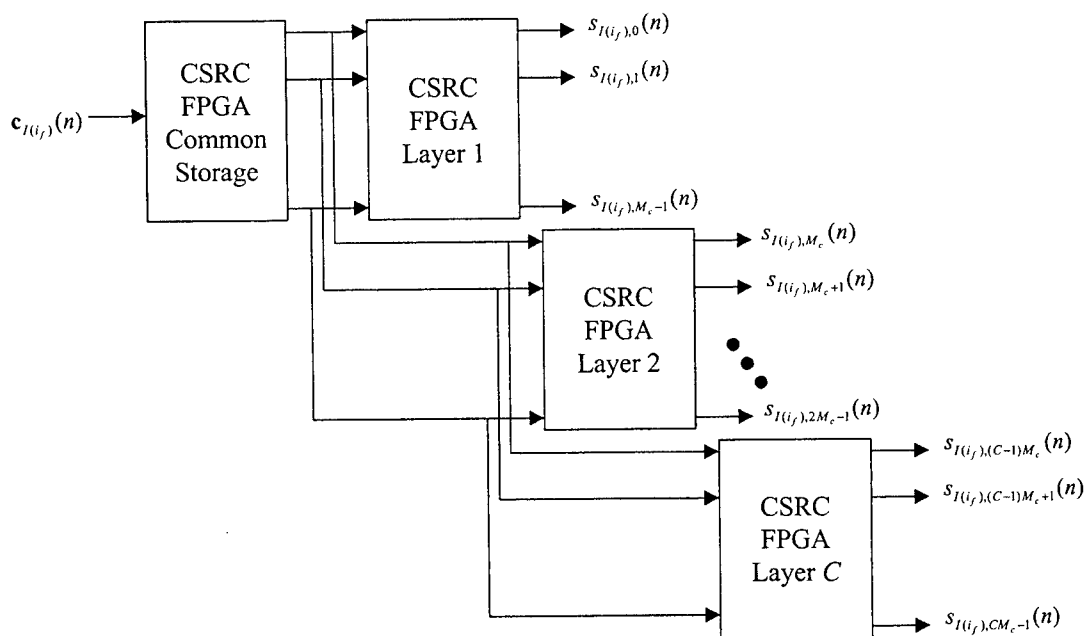 CSRC
FPGA
Common
Storage
c_{I(i_f)}(n)
CSRC
FPGA
Layer 1
s_{I(i_f),0}(n)
s_{I(i_f),1}(n)
s_{I(i_f),M_c-1}(n)
CSRC
FPGA
Layer 2
s_{I(i_f),M_c}(n)
s_{I(i_f),M_c+1}(n)
s_{I(i_f),2M_c-1}(n)
CSRC
FPGA
Layer C
s_{I(i_f),(C-1)M_c}(n)
s_{I(i_f),(C-1)M_c+1}(n)
s_{I(i_f),CM_c-1}(n)